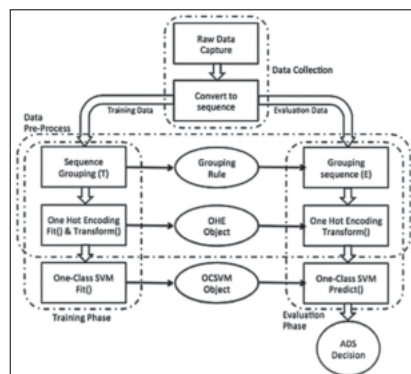 Raw Data
Capture
Data Collection
Convert to
sequence
Training Data
Evaluation Data
Data
Pre-Process
Sequence
Grouping (T)
Grouping
Rule
Grouping
sequence (E)
One Hot Encoding
Fit() & Transform()
OHE
Object
One Hot Encoding
Transform()
One-Class SVM
Fit()
OCSVM
Object
One-Class SVM
Predict()
Training Phase
Evaluation
Phase
ADS
Decision